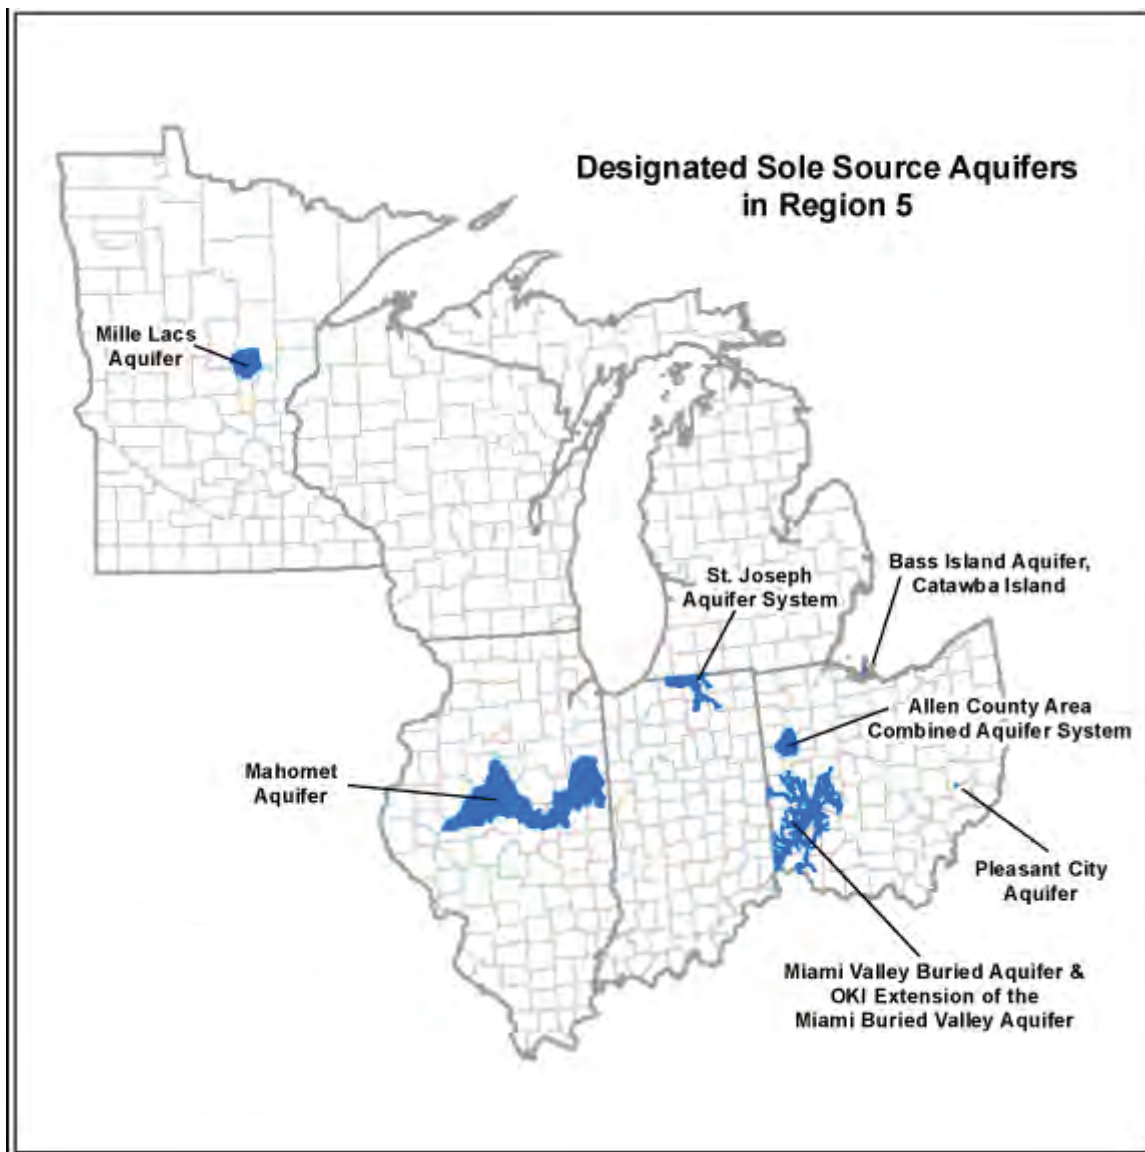 Designated Sole Source Aquifers
in Region 5
Mille Lacs
Aquifer
St. Joseph
Aquifer System
Bass Island Aquifer,
Catawba Island
Allen County Area
Combined Aquifer System
Mahomet
Aquifer
Pleasant City
Aquifer
Miami Valley Buried Aquifer &
OKI Extension of the
Miami Buried Valley Aquifer